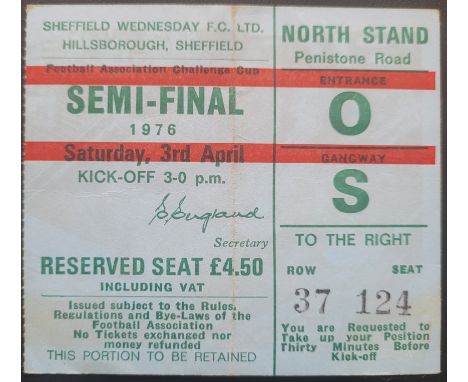 SHEFFIELD WEDNESDAY F.C. LTD.
HILLSBOROUGH, SHEFFIELD
Football Association Challenge Cup
SEMI-FINAL
1976
Saturday, 3rd April
KICK-OFF 3-0 p.m.
Secretary
RESERVED SEAT £4.50
INCLUDING VAT
Issued subject to the Rules,
Regulations and Bye-Laws of the
Football Association
No Tickets exchanged nor
money refunded
THIS PORTION TO BE RETAINED
NORTH STAND
Penistone Road
ENTRANCE
O
GANGWAY
S
TO THE RIGHT
ROW SEAT
37 124
You are Requested to
Take up your Position
Thirty Minutes Before
Kick-off